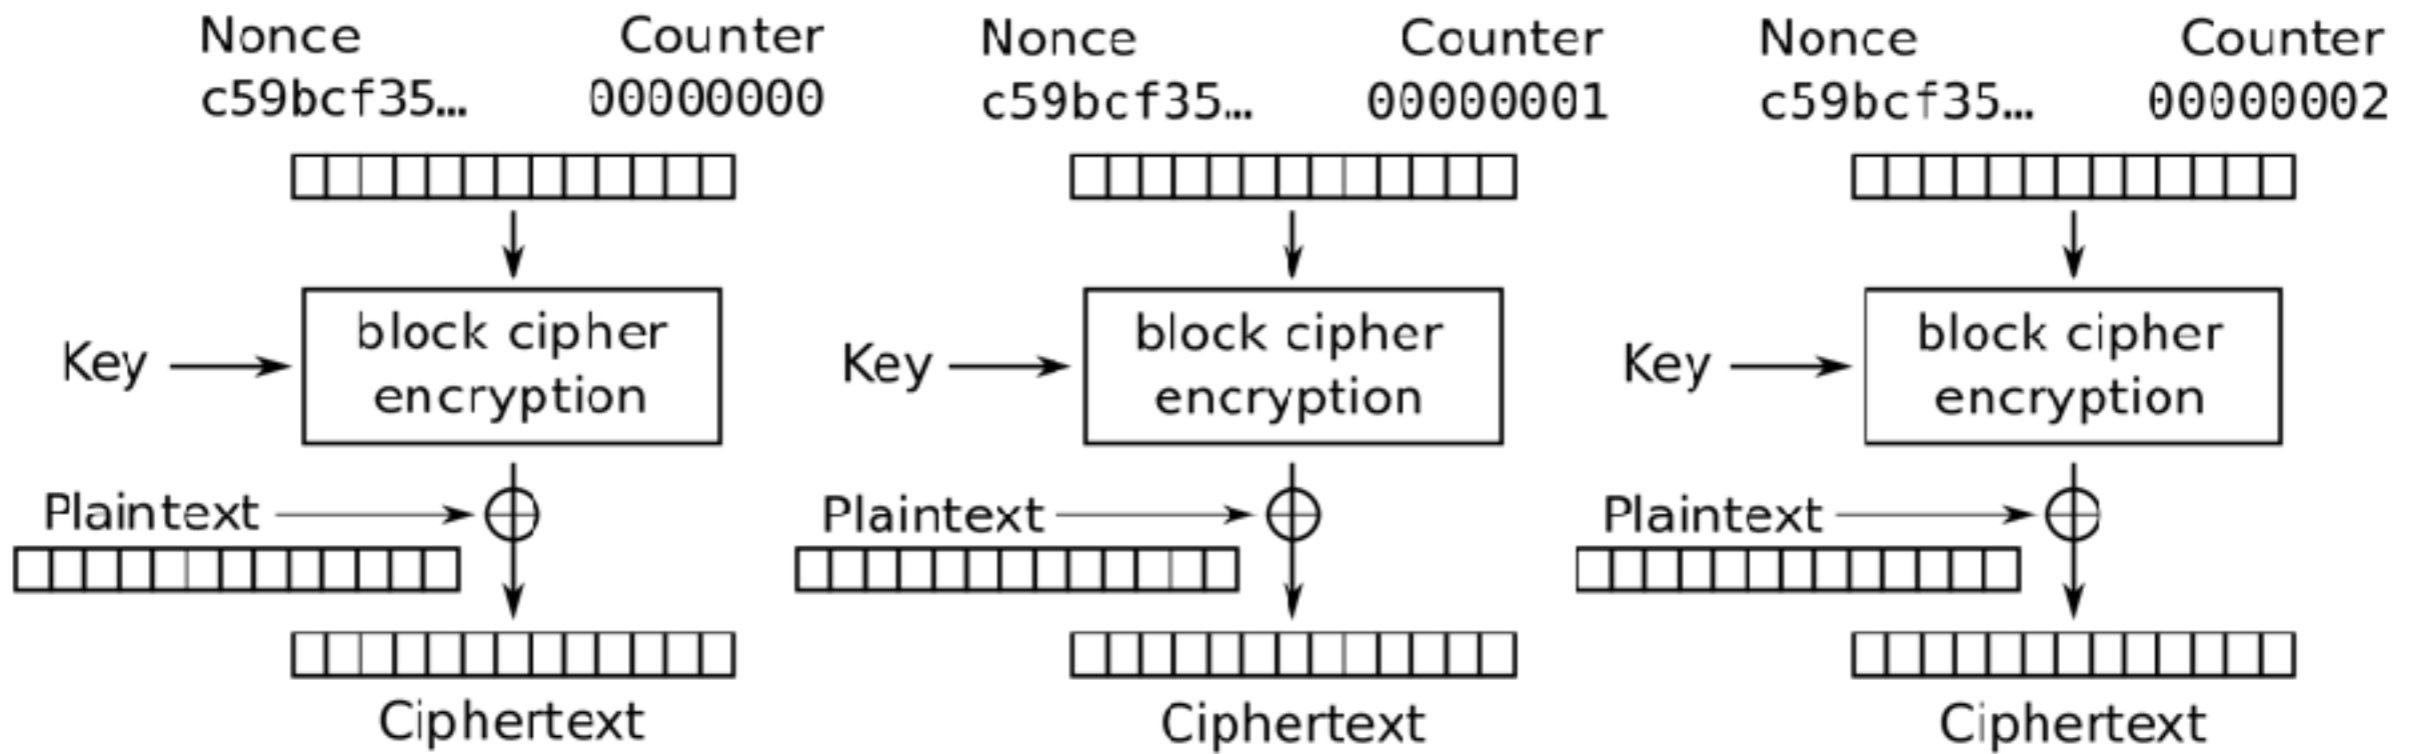 Nonce Counter Nonce Counter Nonce Counter
c59bcf35… 00000000 c59bcf35… 00000001 c59bcf35… 00000002
block cipher block cipher block cipher
Key encryption Key encryption Key encryption
Plaintext Plaintext Plaintext
Ciphertext Ciphertext Ciphertext